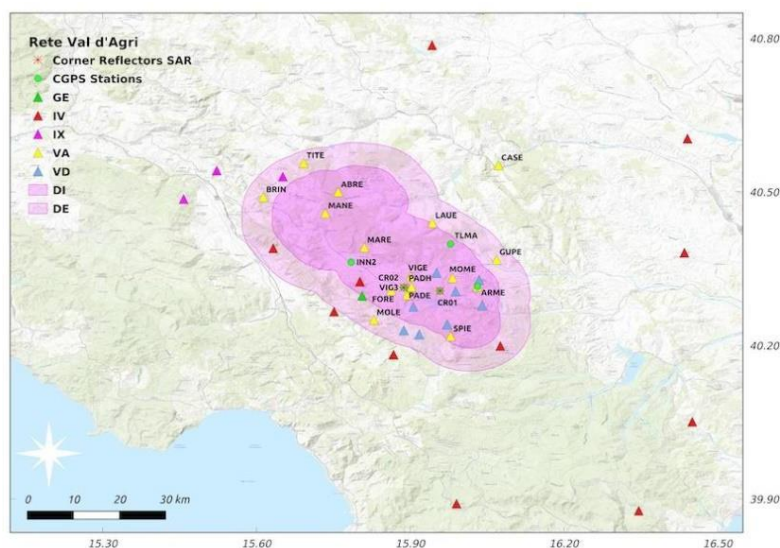 Rete Val d'Agri
Corner Reflectors SAR
CGPS Stations
GE
IV
IX
VA
VD
DI
DE
40.80
TITE
CASE
BRIN
ABRE
40.50
MANE
LAUE
TLMA
MARE
GUPE
INN2
VIGE
CR02
PADH
MOME
VIG3
FORE
PADE
CR01
ARME
MOLE
SPIE
40.20
0 10 20 30 km
39.90
15.30 15.60 15.90 16.20 16.50